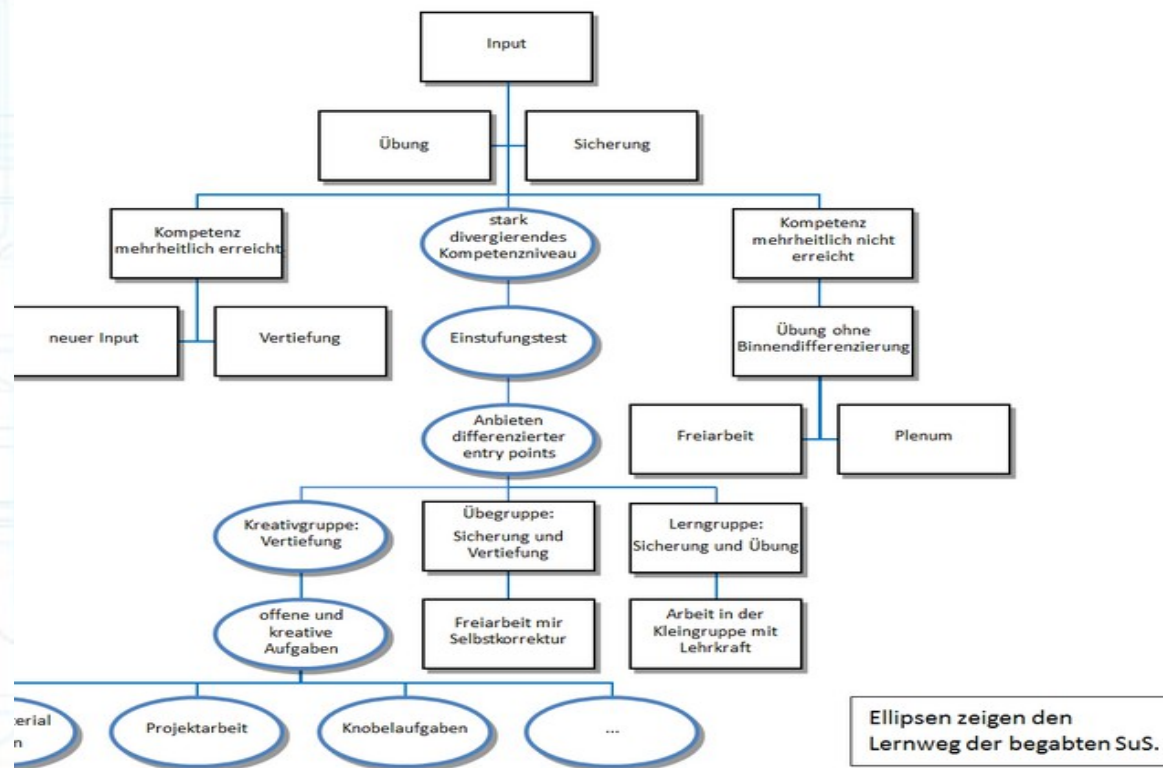 Input
Übung
Sicherung
Kompetenz
mehrheitlich erreicht
stark
divergierendes
Kompetenzniveau
Kompetenz
mehrheitlich nicht
erreicht
neuer Input
Vertiefung
Einstufungstest
Übung ohne
Binnendifferenzierung
Anbieten
differenzierter
entry points
Freiarbeit
Plenum
Kreativgruppe:
Vertiefung
Übegruppe:
Sicherung und
Vertiefung
Lerngruppe:
Sicherung und Übung
offene und
kreative
Aufgaben
Freiarbeit mir
Selbstkorrektur
Arbeit in der
Kleingruppe mit
Lehrkraft
Projektarbeit
Knobelaufgaben
...
Ellipsen zeigen den
Lernweg der begabten SuS.